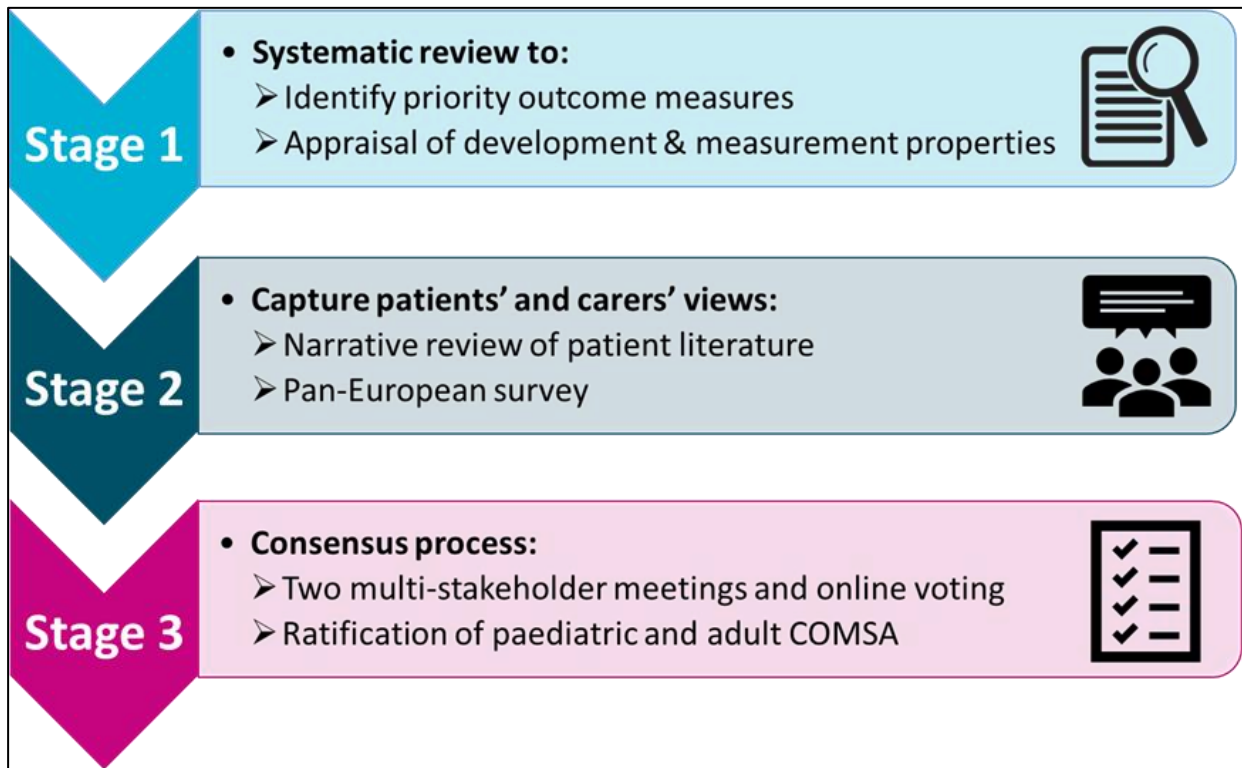 Stage 1
• Systematic review to:
➢ Identify priority outcome measures
➢ Appraisal of development & measurement properties
Stage 2
• Capture patients’ and carers’ views:
➢ Narrative review of patient literature
➢ Pan-European survey
Stage 3
• Consensus process:
➢ Two multi-stakeholder meetings and online voting
➢ Ratification of paediatric and adult COMSA